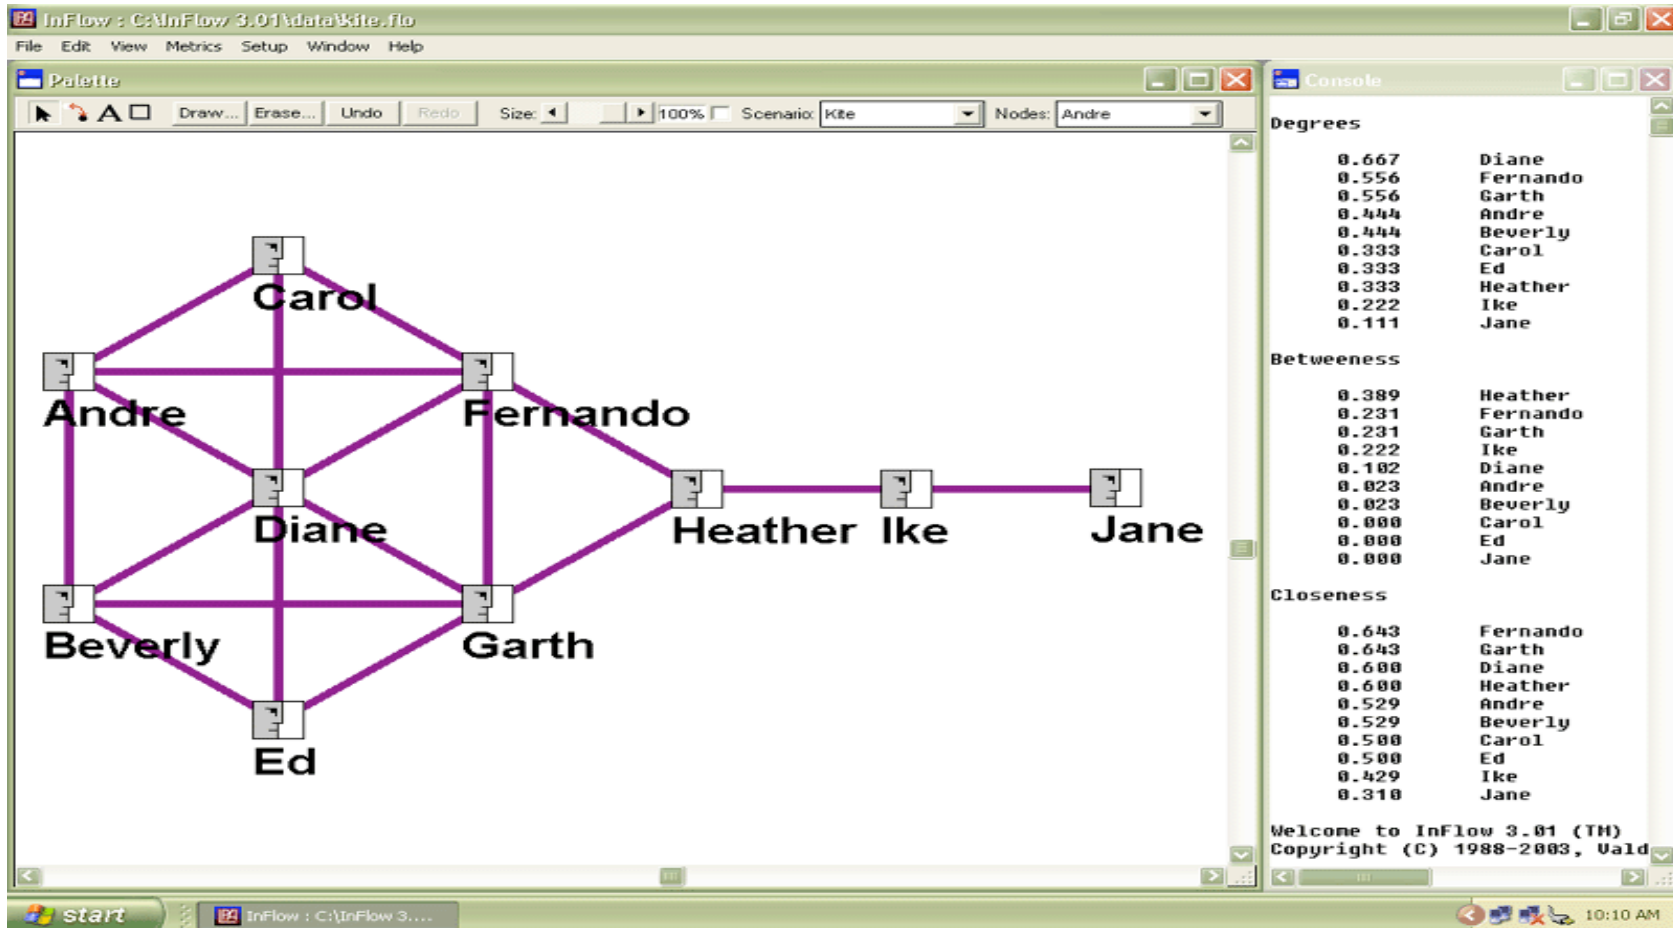 InFlow : C:\InFlow 3.01\data\kite.flo
File Edit View Metrics Setup Window Help
Palette
A Draw... Erase... Undo Redo Size: 100% Scenario: Kite Nodes: Andre
Carol
Andre
Fernando
Diane
Heather
Ike
Jane
Beverly
Garth
Ed
Console
Degrees
0.667 Diane
0.556 Fernando
0.556 Garth
0.444 Andre
0.444 Beverly
0.333 Carol
0.333 Ed
0.333 Heather
0.222 Ike
0.111 Jane
Betweeness
0.389 Heather
0.231 Fernando
0.231 Garth
0.222 Ike
0.102 Diane
0.023 Andre
0.023 Beverly
0.000 Carol
0.000 Ed
0.000 Jane
Closeness
0.643 Fernando
0.643 Garth
0.600 Diane
0.600 Heather
0.529 Andre
0.529 Beverly
0.500 Carol
0.500 Ed
0.429 Ike
0.310 Jane
Welcome to InFlow 3.01 (TM)
Copyright (C) 1988-2003, Vald
start InFlow : C:\InFlow 3.... 10:10 AM